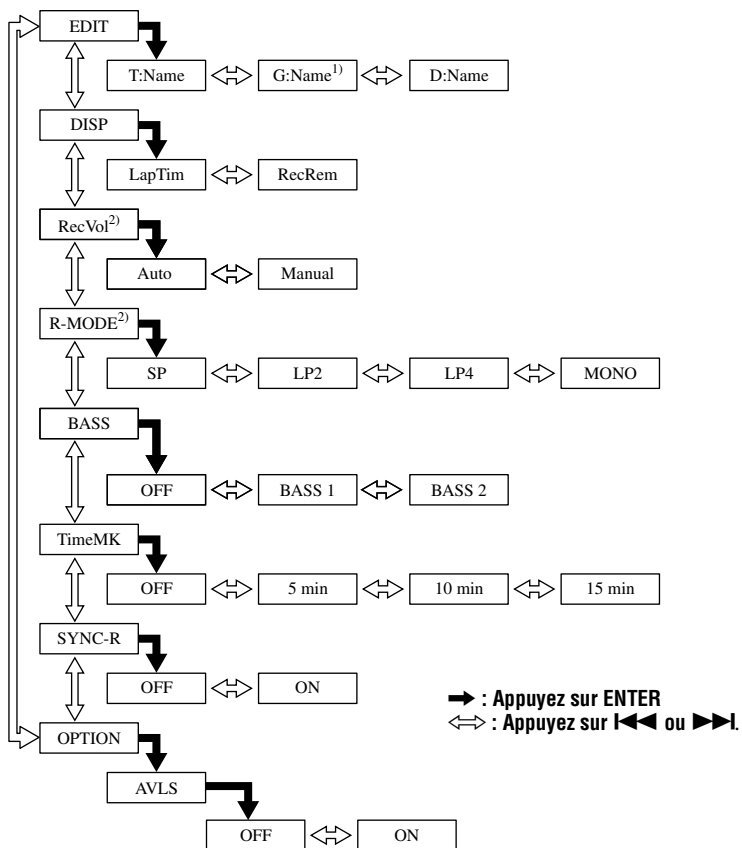 EDIT
T:Name G:Name1) D:Name
DISP
LapTim RecRem
RecVol2)
Auto Manual
R-MODE2)
SP LP2 LP4 MONO
BASS
OFF BASS 1 BASS 2
TimeMK
OFF 5 min 10 min 15 min
SYNC-R
OFF ON
: Appuyez sur ENTER
: Appuyez sur ou .
OPTION
AVLS
OFF ON